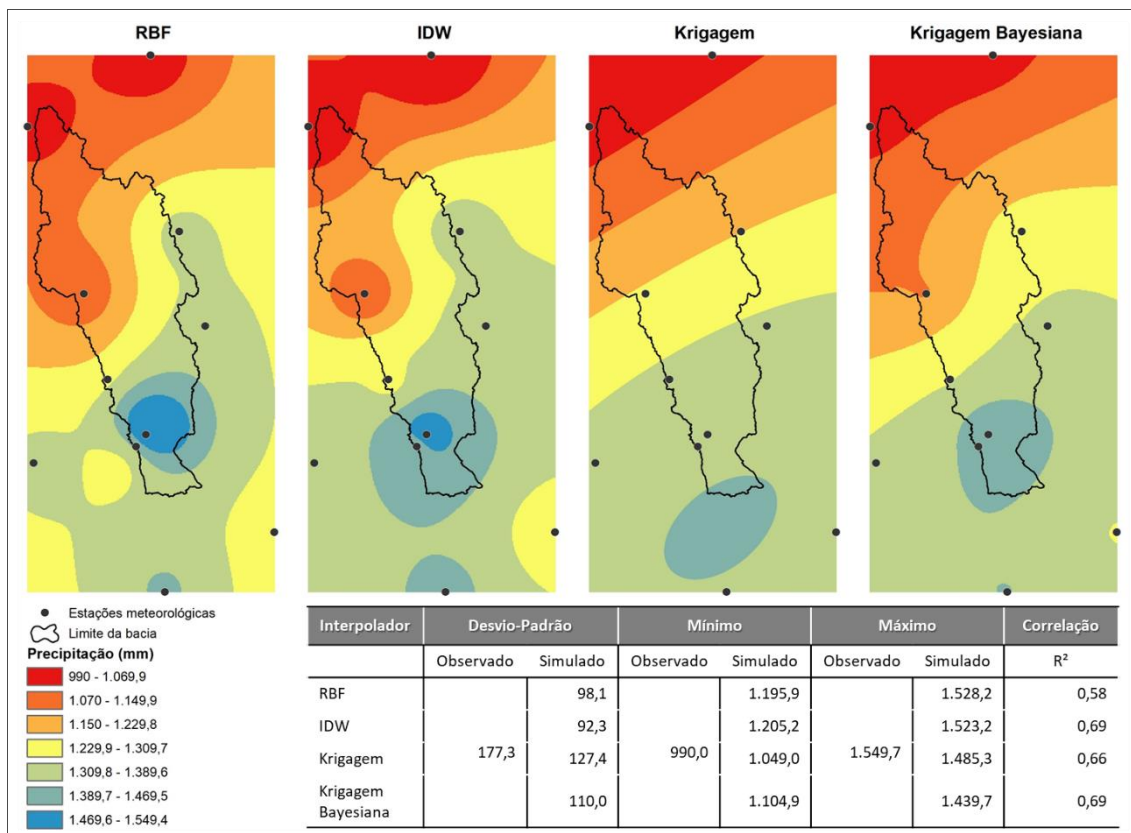 RBF
IDW
Krigagem
Krigagem Bayesiana
Estações meteorológicas
Limite da bacia
Precipitação (mm)
990 - 1.069,9
1.070 - 1.149,9
1.150 - 1.229,8
1.229,9 - 1.309,7
1.309,8 - 1.389,6
1.389,7 - 1.469,5
1.469,6 - 1.549,4
Interpolador Desvio-Padrão Mínimo Máximo Correlação
Observado Simulado Observado Simulado Observado Simulado R²
RBF 98,1 1.195,9 1.528,2 0,58
IDW 92,3 1.205,2 1.523,2 0,69
Krigagem 177,3 127,4 990,0 1.049,0 1.549,7 1.485,3 0,66
Krigagem
Bayesiana 110,0 1.104,9 1.439,7 0,69